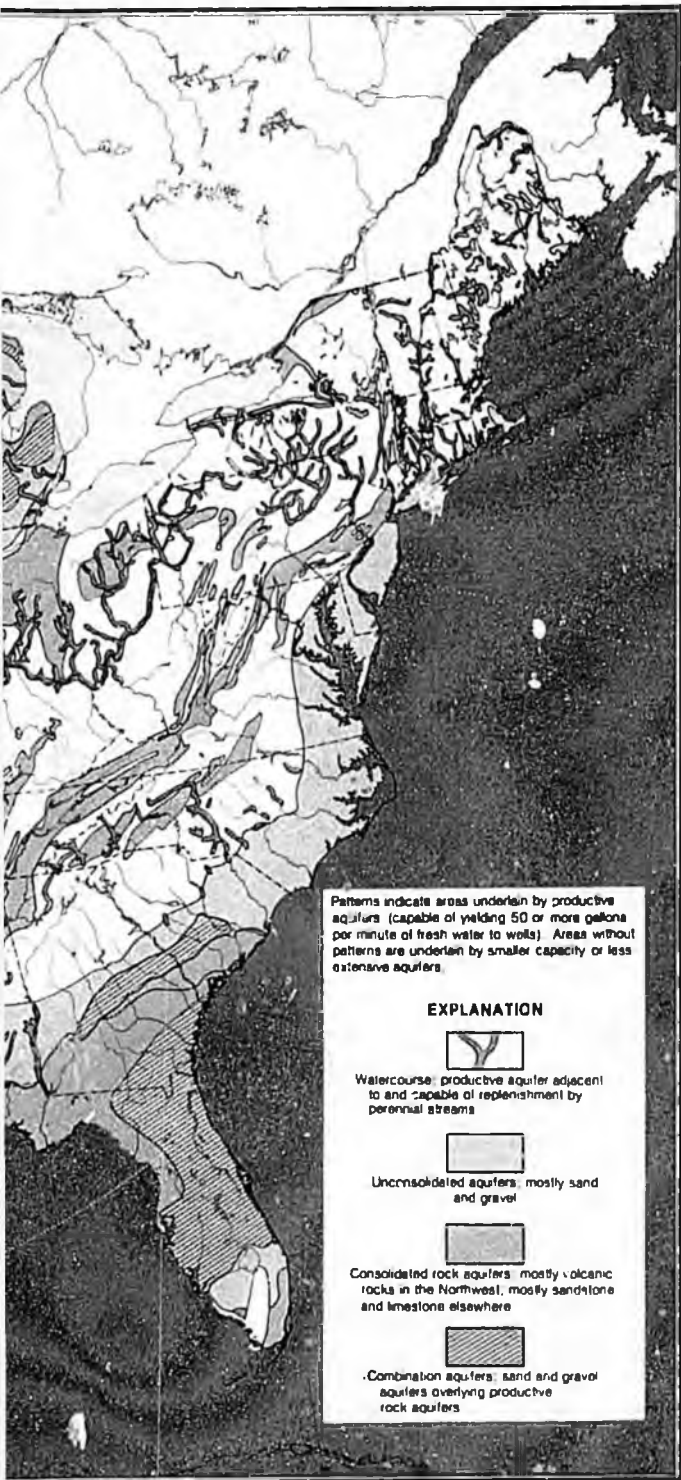 Patterns indicate areas underlain by productive
aquifers (capable of yielding 50 or more gallons
per minute of fresh water to wells) Areas without
patterns are underlain by smaller capacity or less
extensive aquifers
EXPLANATION
Watercourse; productive aquifer adjacent
to and capable of replenishment by
perennial streams
Unconsolidated aquifers; mostly sand
and gravel
Consolidated rock aquifers mostly volcanic
rocks in the Northwest, mostly sandstone
and limestone elsewhere
Combination aquifers; sand and gravel
aquifers overlying productive
rock aquifers